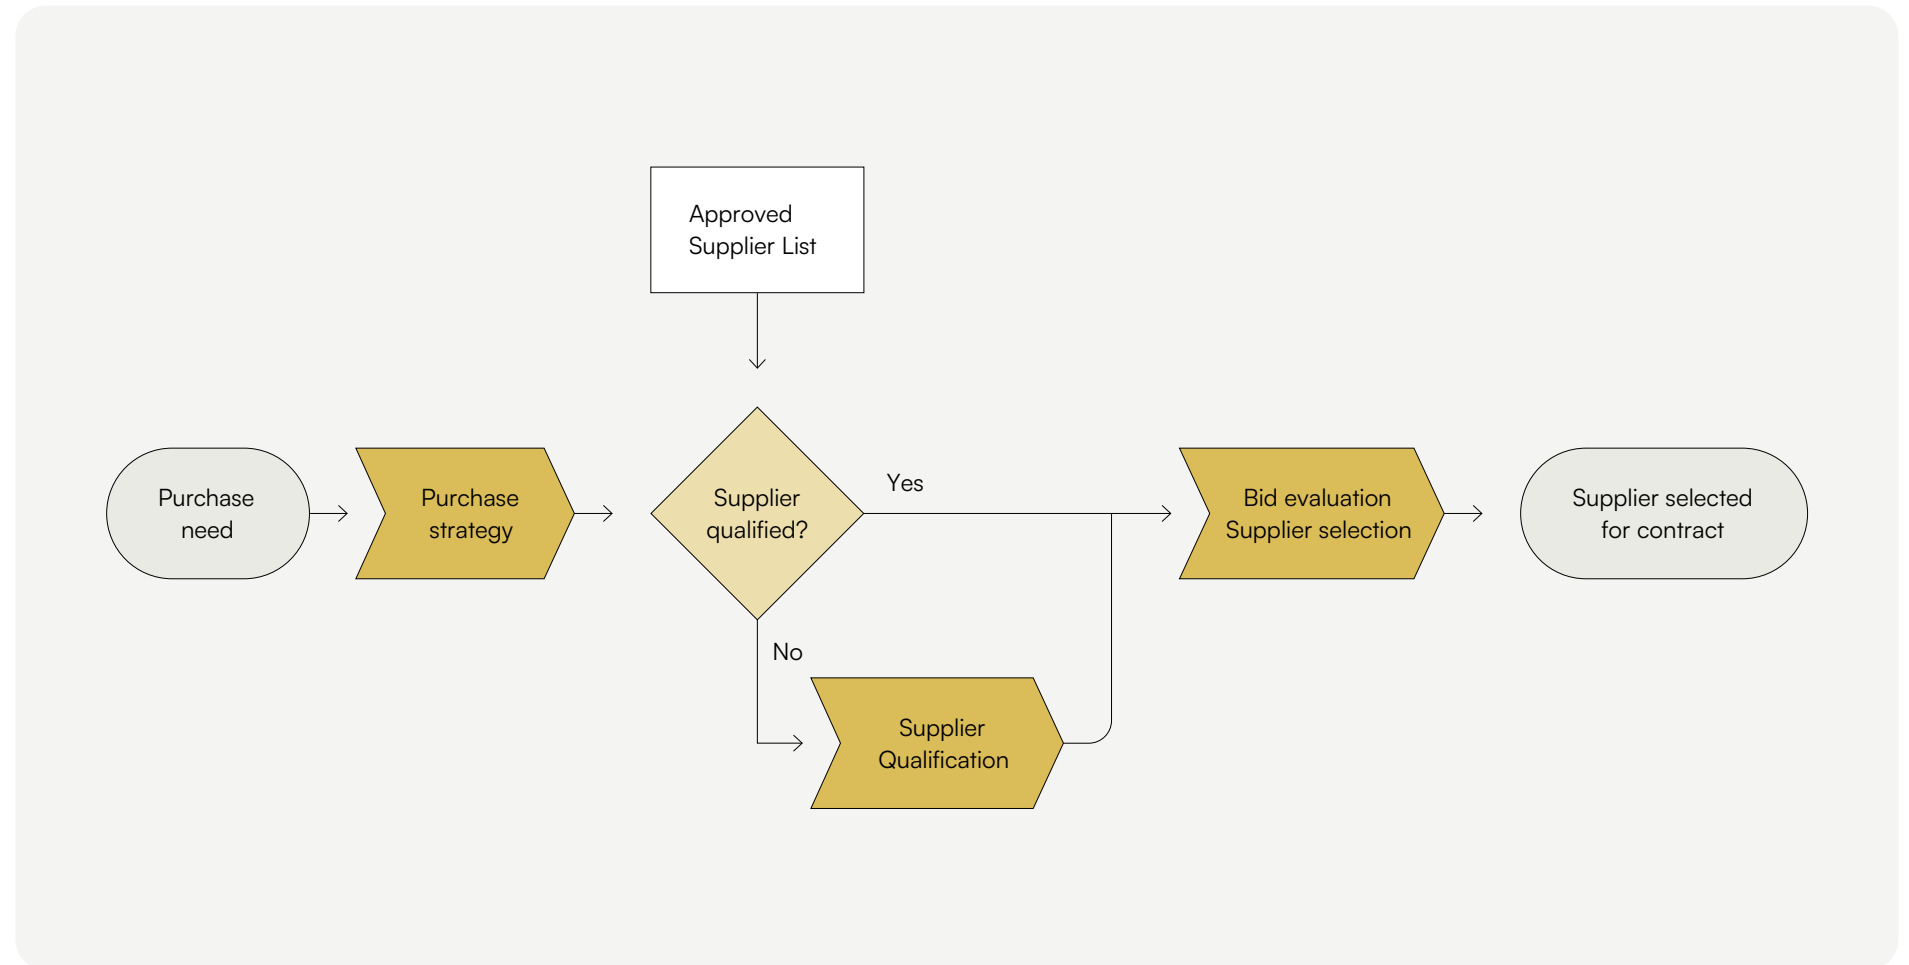 Approved
Supplier List
Purchase
need
Purchase
strategy
Supplier
qualified?
Yes
Bid evaluation
Supplier selection
Supplier selected
for contract
No
Supplier
Qualification